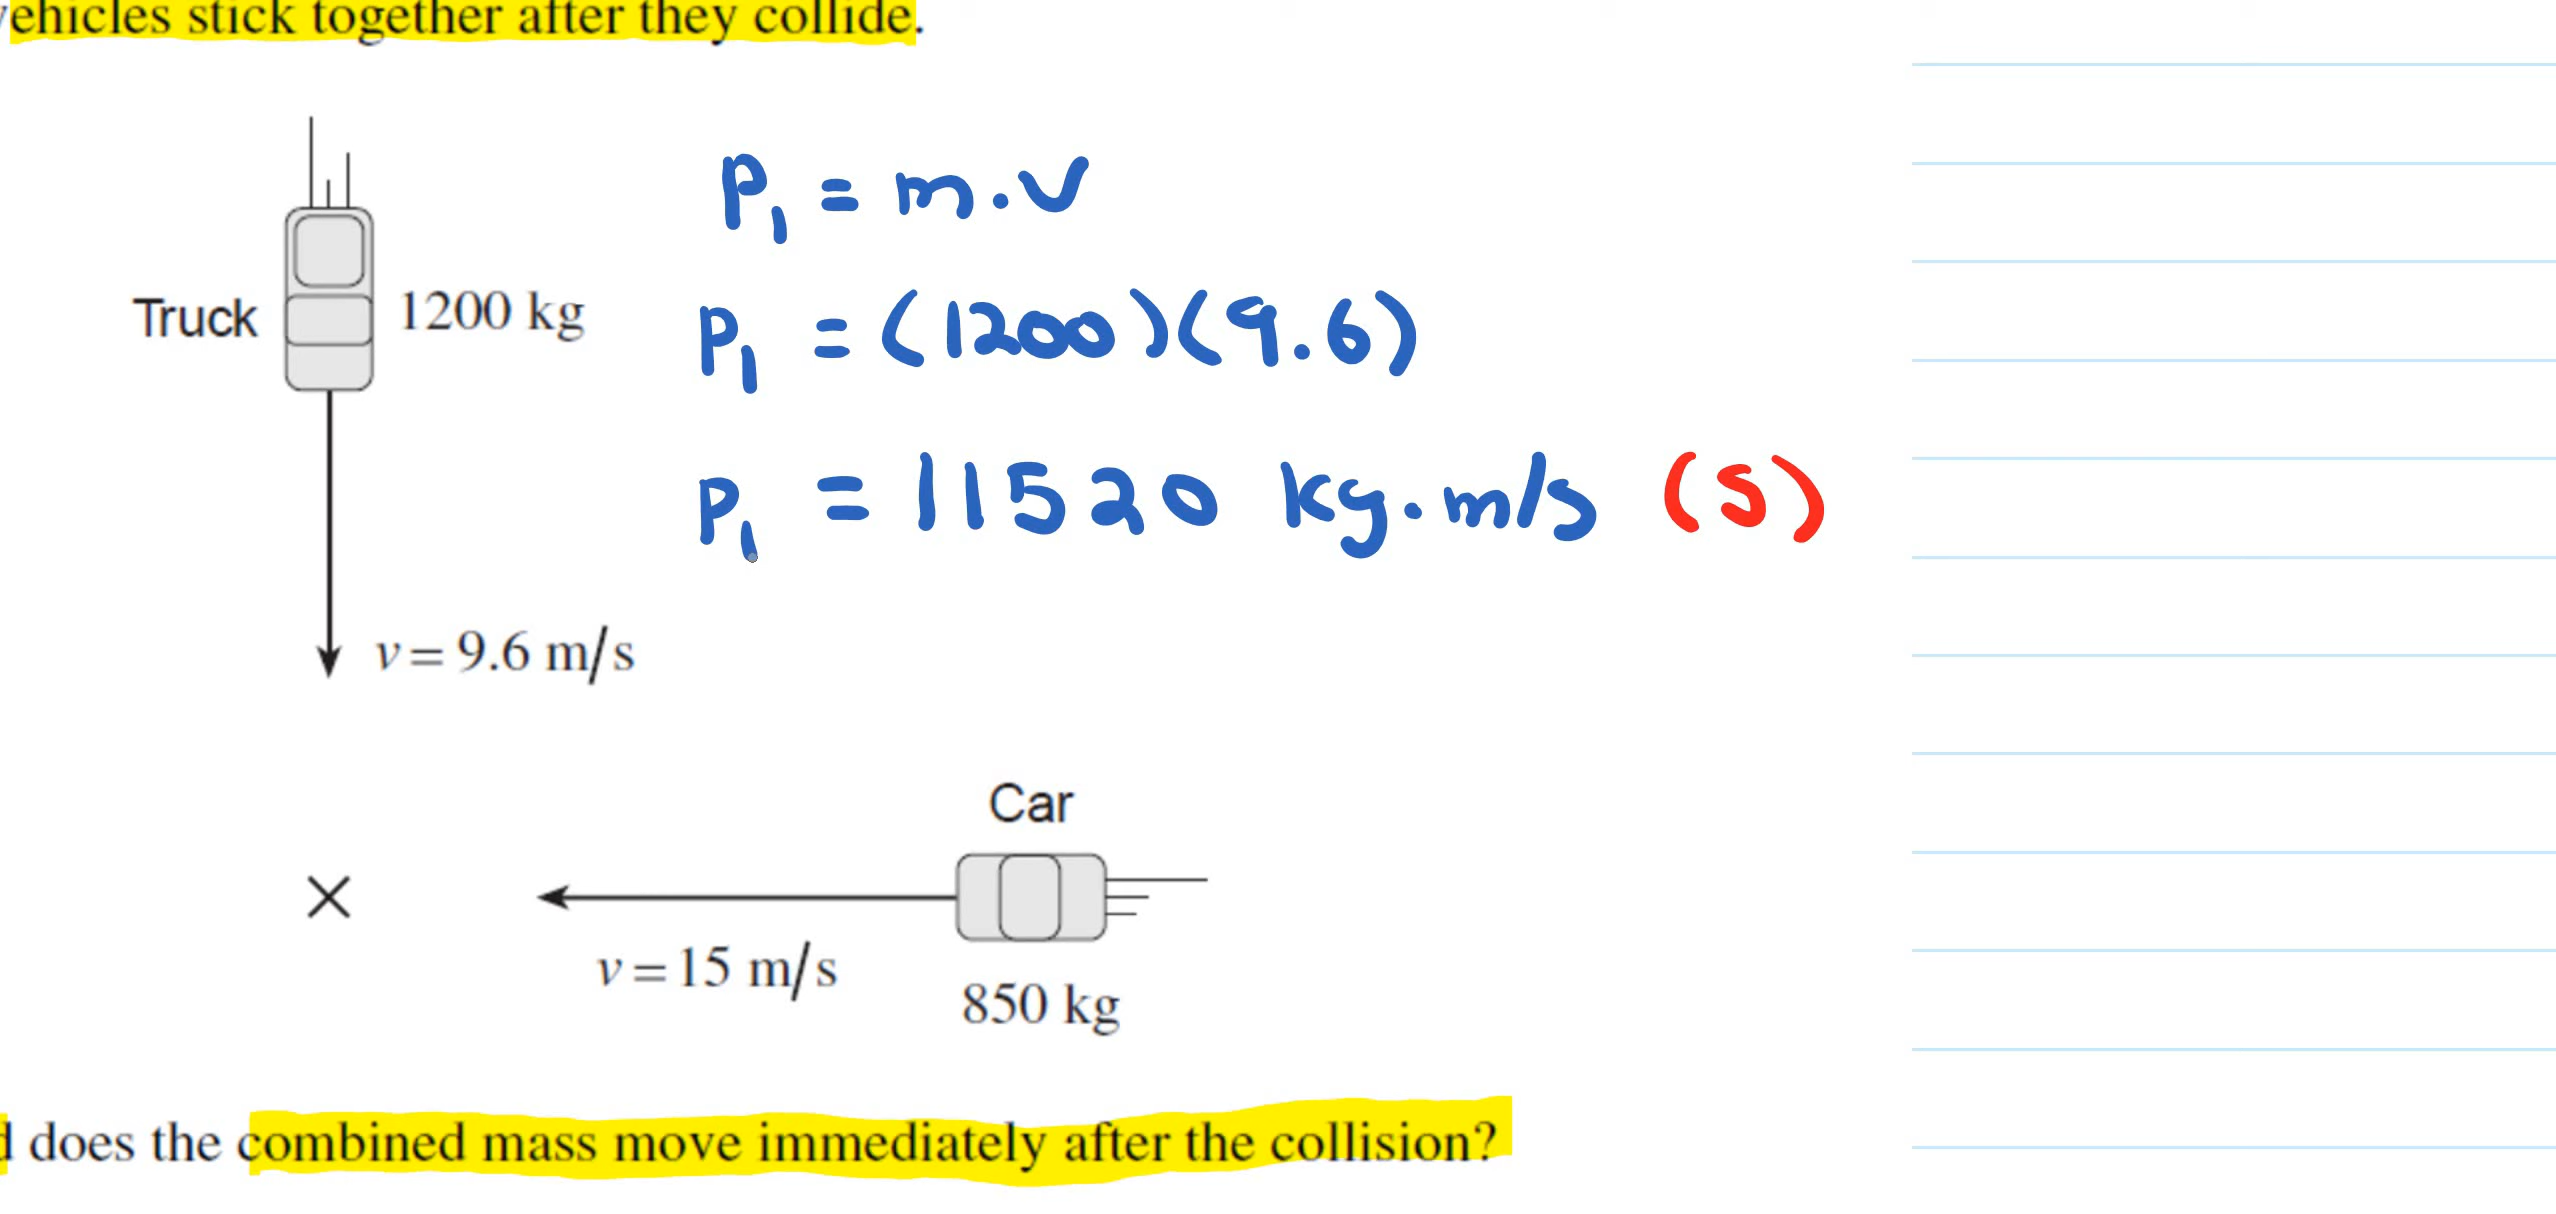 vehicles stick together after they collide.
P₁ = m.v
Truck 1200 kg
P₁ = (1200)(9.6)
P₁ = 11520 kg.m/s (S)
v = 9.6 m/s
Car
v = 15 m/s
850 kg
d does the combined mass move immediately after the collision?